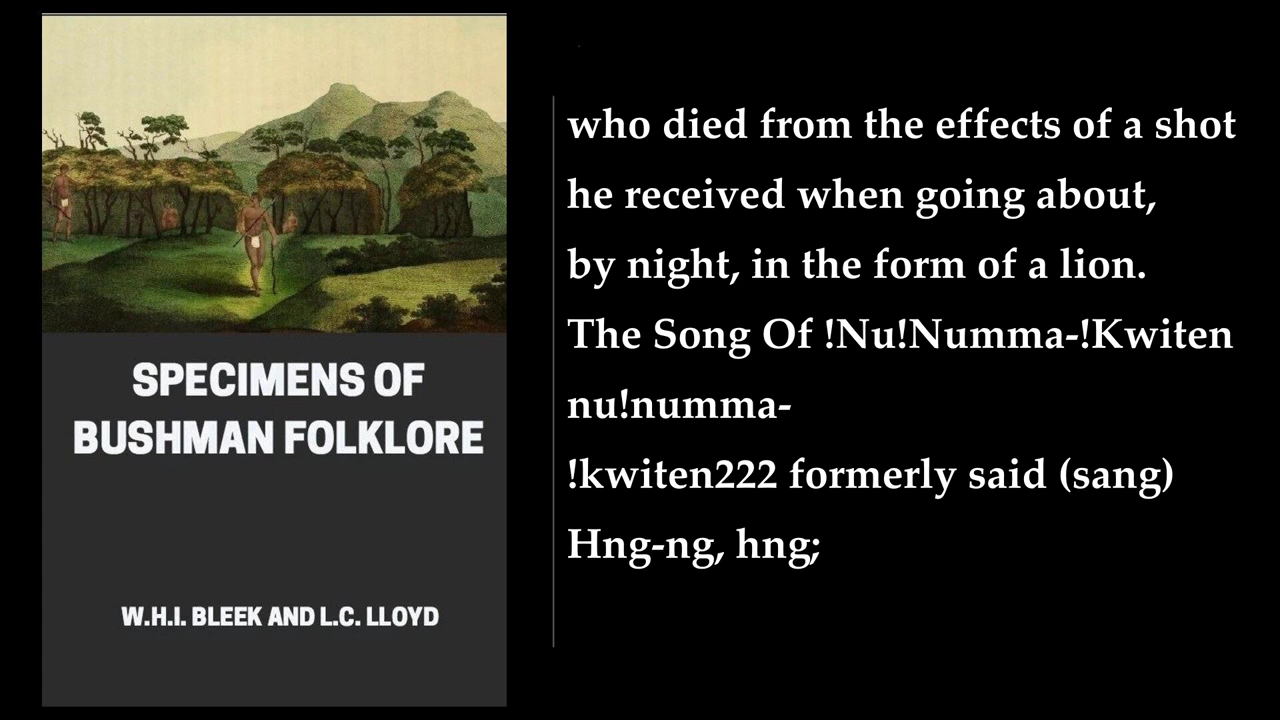 SPECIMENS OF
BUSHMAN FOLKLORE
W.H.I. BLEEK AND L.C. LLOYD
who died from the effects of a shot
he received when going about,
by night, in the form of a lion.
The Song Of !Nu!Numma-!Kwiten
nu!numma-
!kwiten222 formerly said (sang)
Hng-ng, hng;